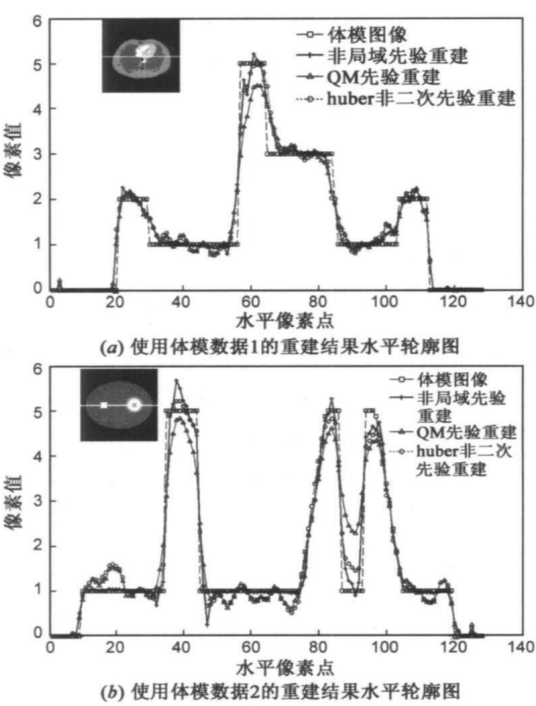 6
5
4
3
2
1
0
像素值
体模图像
非局域先验重建
QM先验重建
huber非二次先验重建
0 20 40 60 80 100 120 140
水平像素点
(a) 使用体模数据1的重建结果水平轮廓图
6
5
4
3
2
1
0
像素值
体模图像
非局域先验
重建
QM先验重建
huber非二次
先验重建
0 20 40 60 80 100 120 140
水平像素点
(b) 使用体模数据2的重建结果水平轮廓图